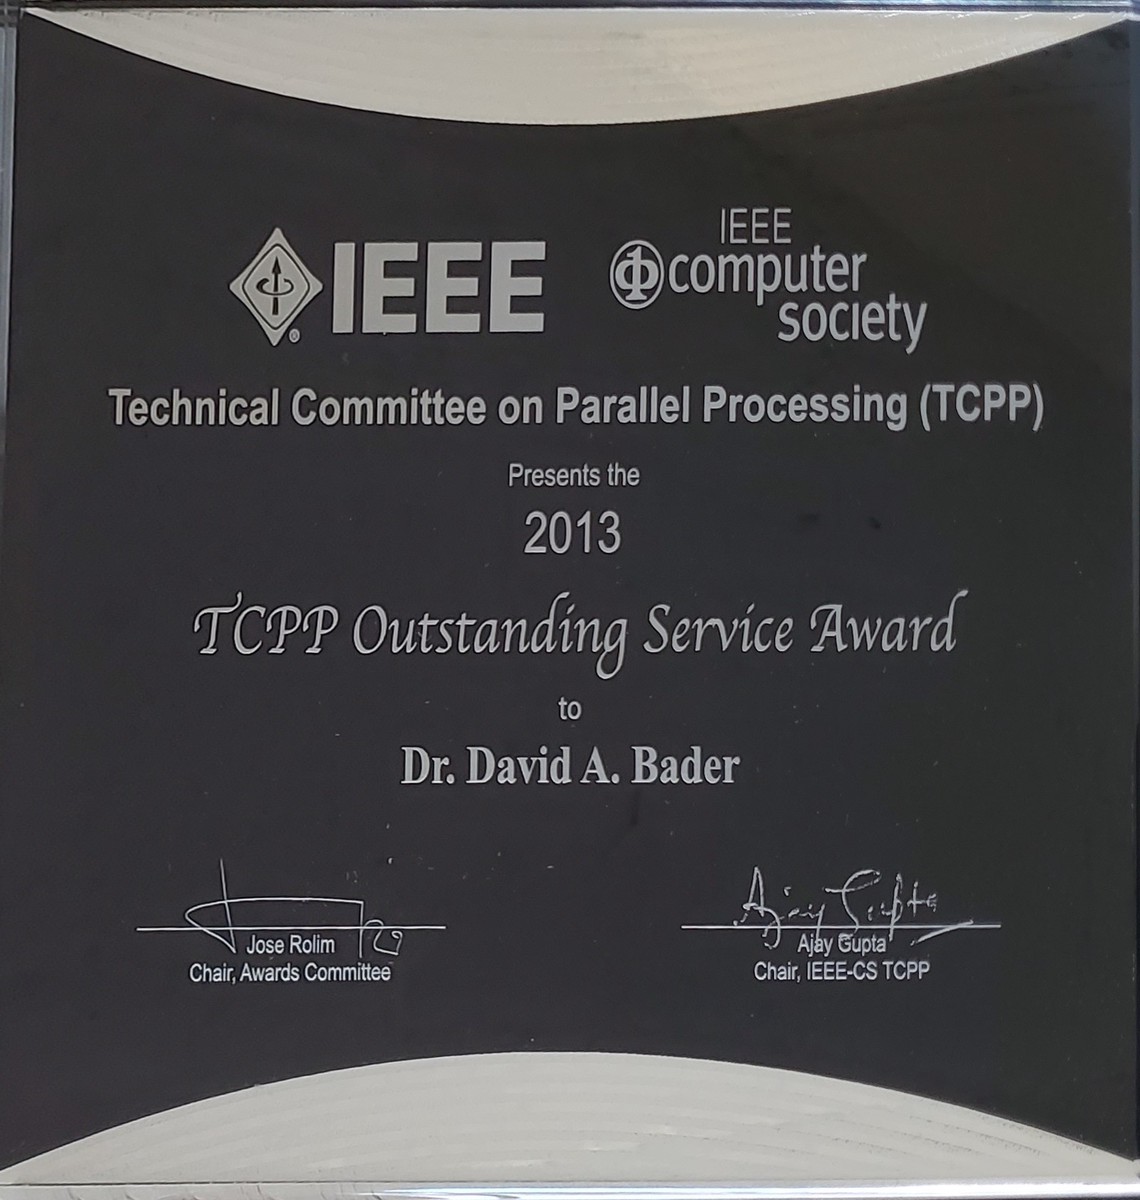 IEEE
IEEE
computer
society
Technical Committee on Parallel Processing (TCPP)
Presents the
2013
TCPP Outstanding Service Award
to
Dr. David A. Bader
Ajay Gupta
Jose Rolim
Chair, Awards Committee
Ajay Gupta
Chair, IEEE-CS TCPP